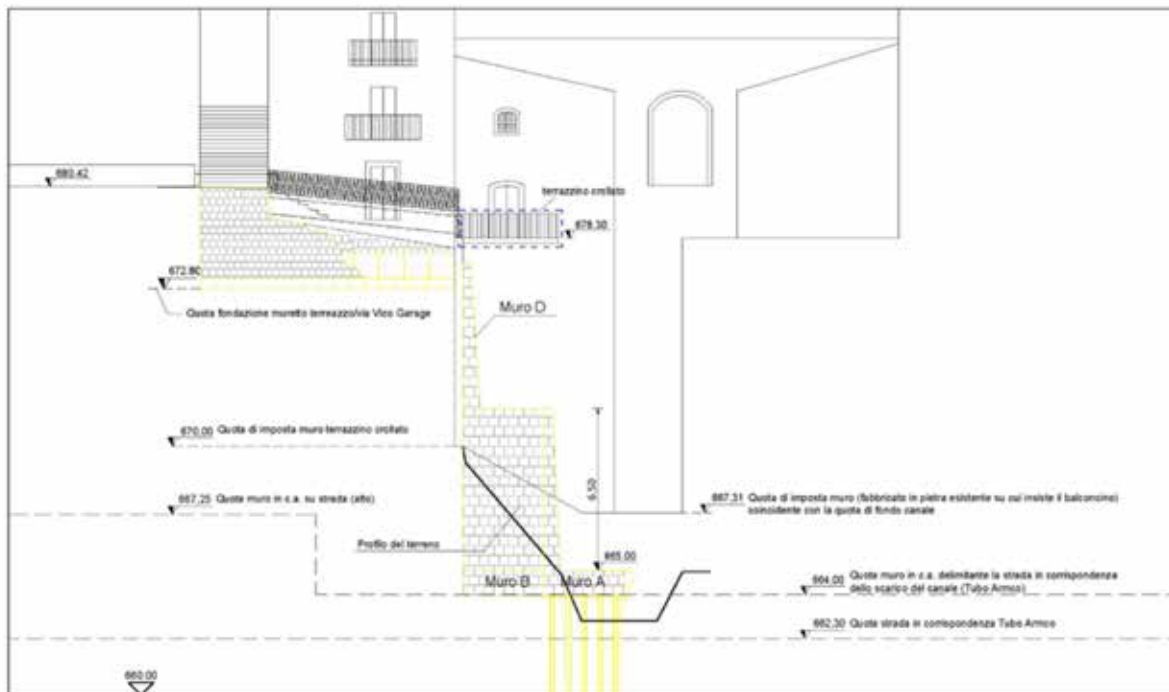 680.42
terrazzino crollato
678.30
672.80
Quota fondazione muretto terreazzo/via Vico Garage
Muro D
670,00 Quota di imposta muro terrazzino crollato
6.50
667,25 Quota muro in c.a. su strada (alto)
667,31 Quota di imposta muro (fabbricato in pietra esistente su cui insiste il balconcino)
coincidente con la quota di fondo canale
Profilo del terreno
665.00
Muro B
Muro A
664,00 Quota muro in c.a. delimitante la strada in corrispondenza
dello scarico del canale (Tubo Armco)
662,30 Quota strada in corrispondenza Tubo Armco
660.00